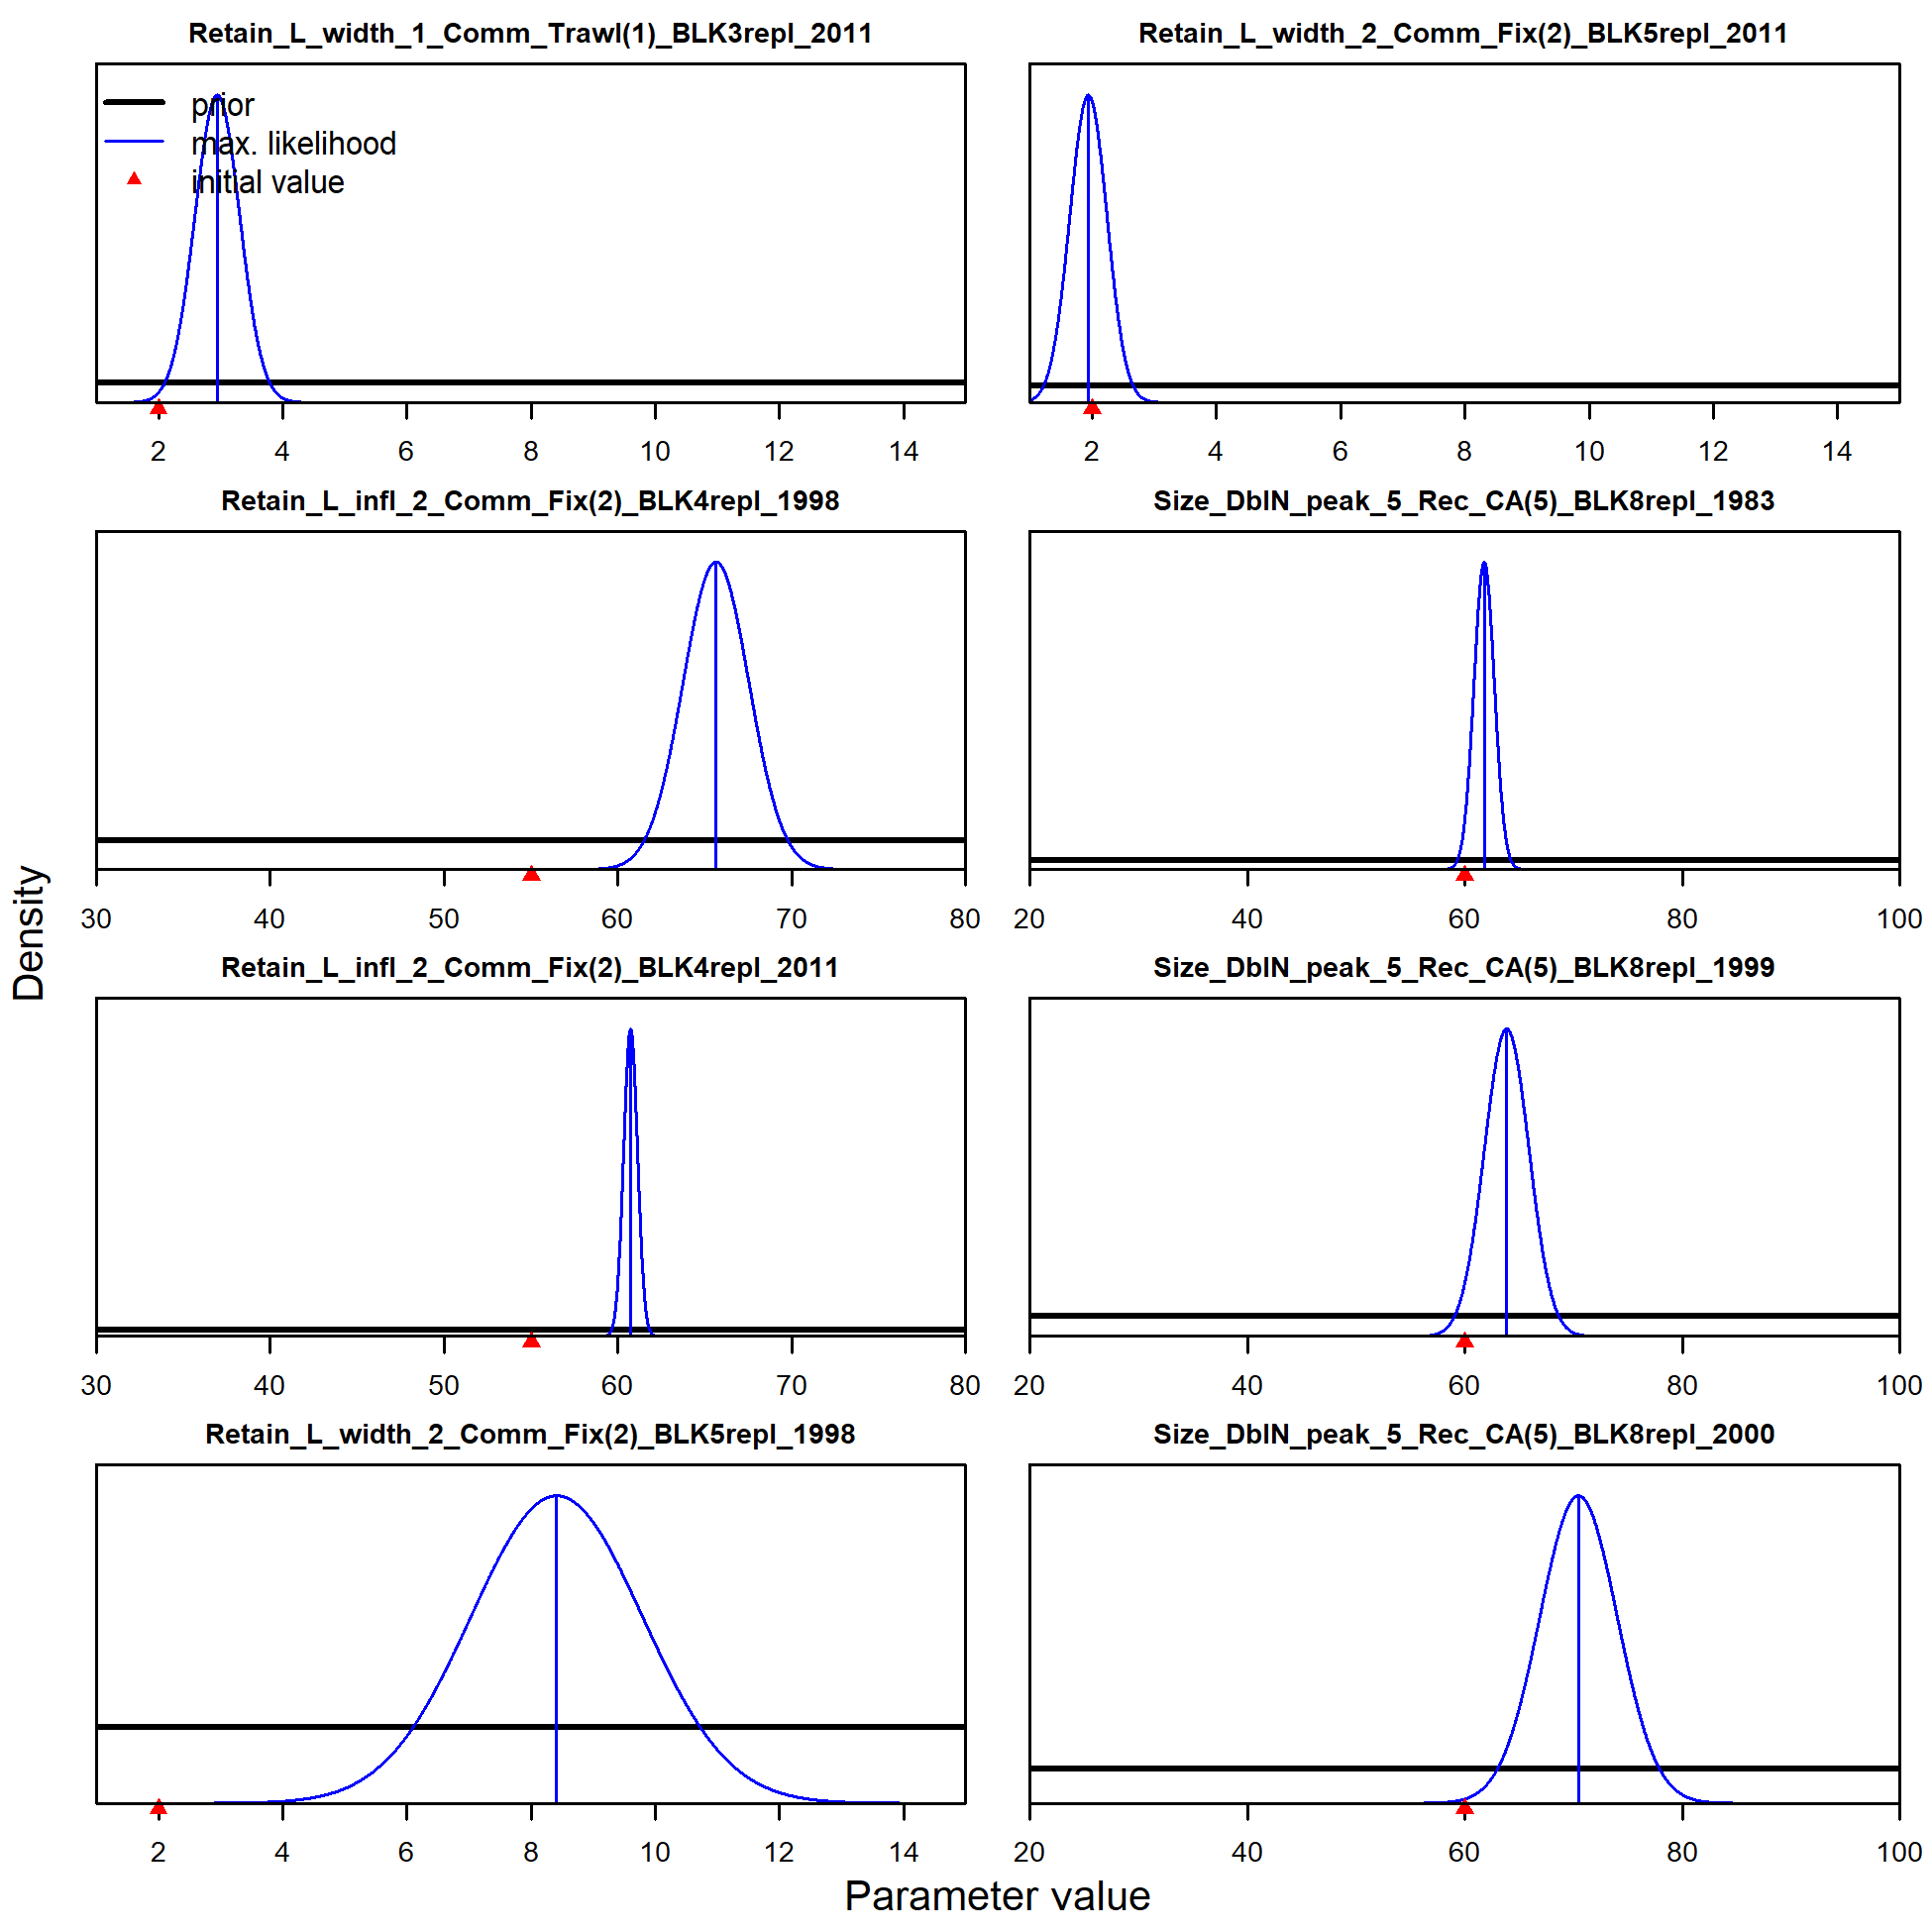 Retain_L_width_1_Comm_Trawl(1)_BLK3repl_2011
prior
max. likelihood
initial value
2 4 6 8 10 12 14
Retain_L_width_2_Comm_Fix(2)_BLK5repl_2011
2 4 6 8 10 12 14
Retain_L_infl_2_Comm_Fix(2)_BLK4repl_1998
30 40 50 60 70 80
Size_DblN_peak_5_Rec_CA(5)_BLK8repl_1983
20 40 60 80 100
Density
Retain_L_infl_2_Comm_Fix(2)_BLK4repl_2011
30 40 50 60 70 80
Size_DblN_peak_5_Rec_CA(5)_BLK8repl_1999
20 40 60 80 100
Retain_L_width_2_Comm_Fix(2)_BLK5repl_1998
2 4 6 8 10 12 14
Size_DblN_peak_5_Rec_CA(5)_BLK8repl_2000
20 40 60 80 100
Parameter value